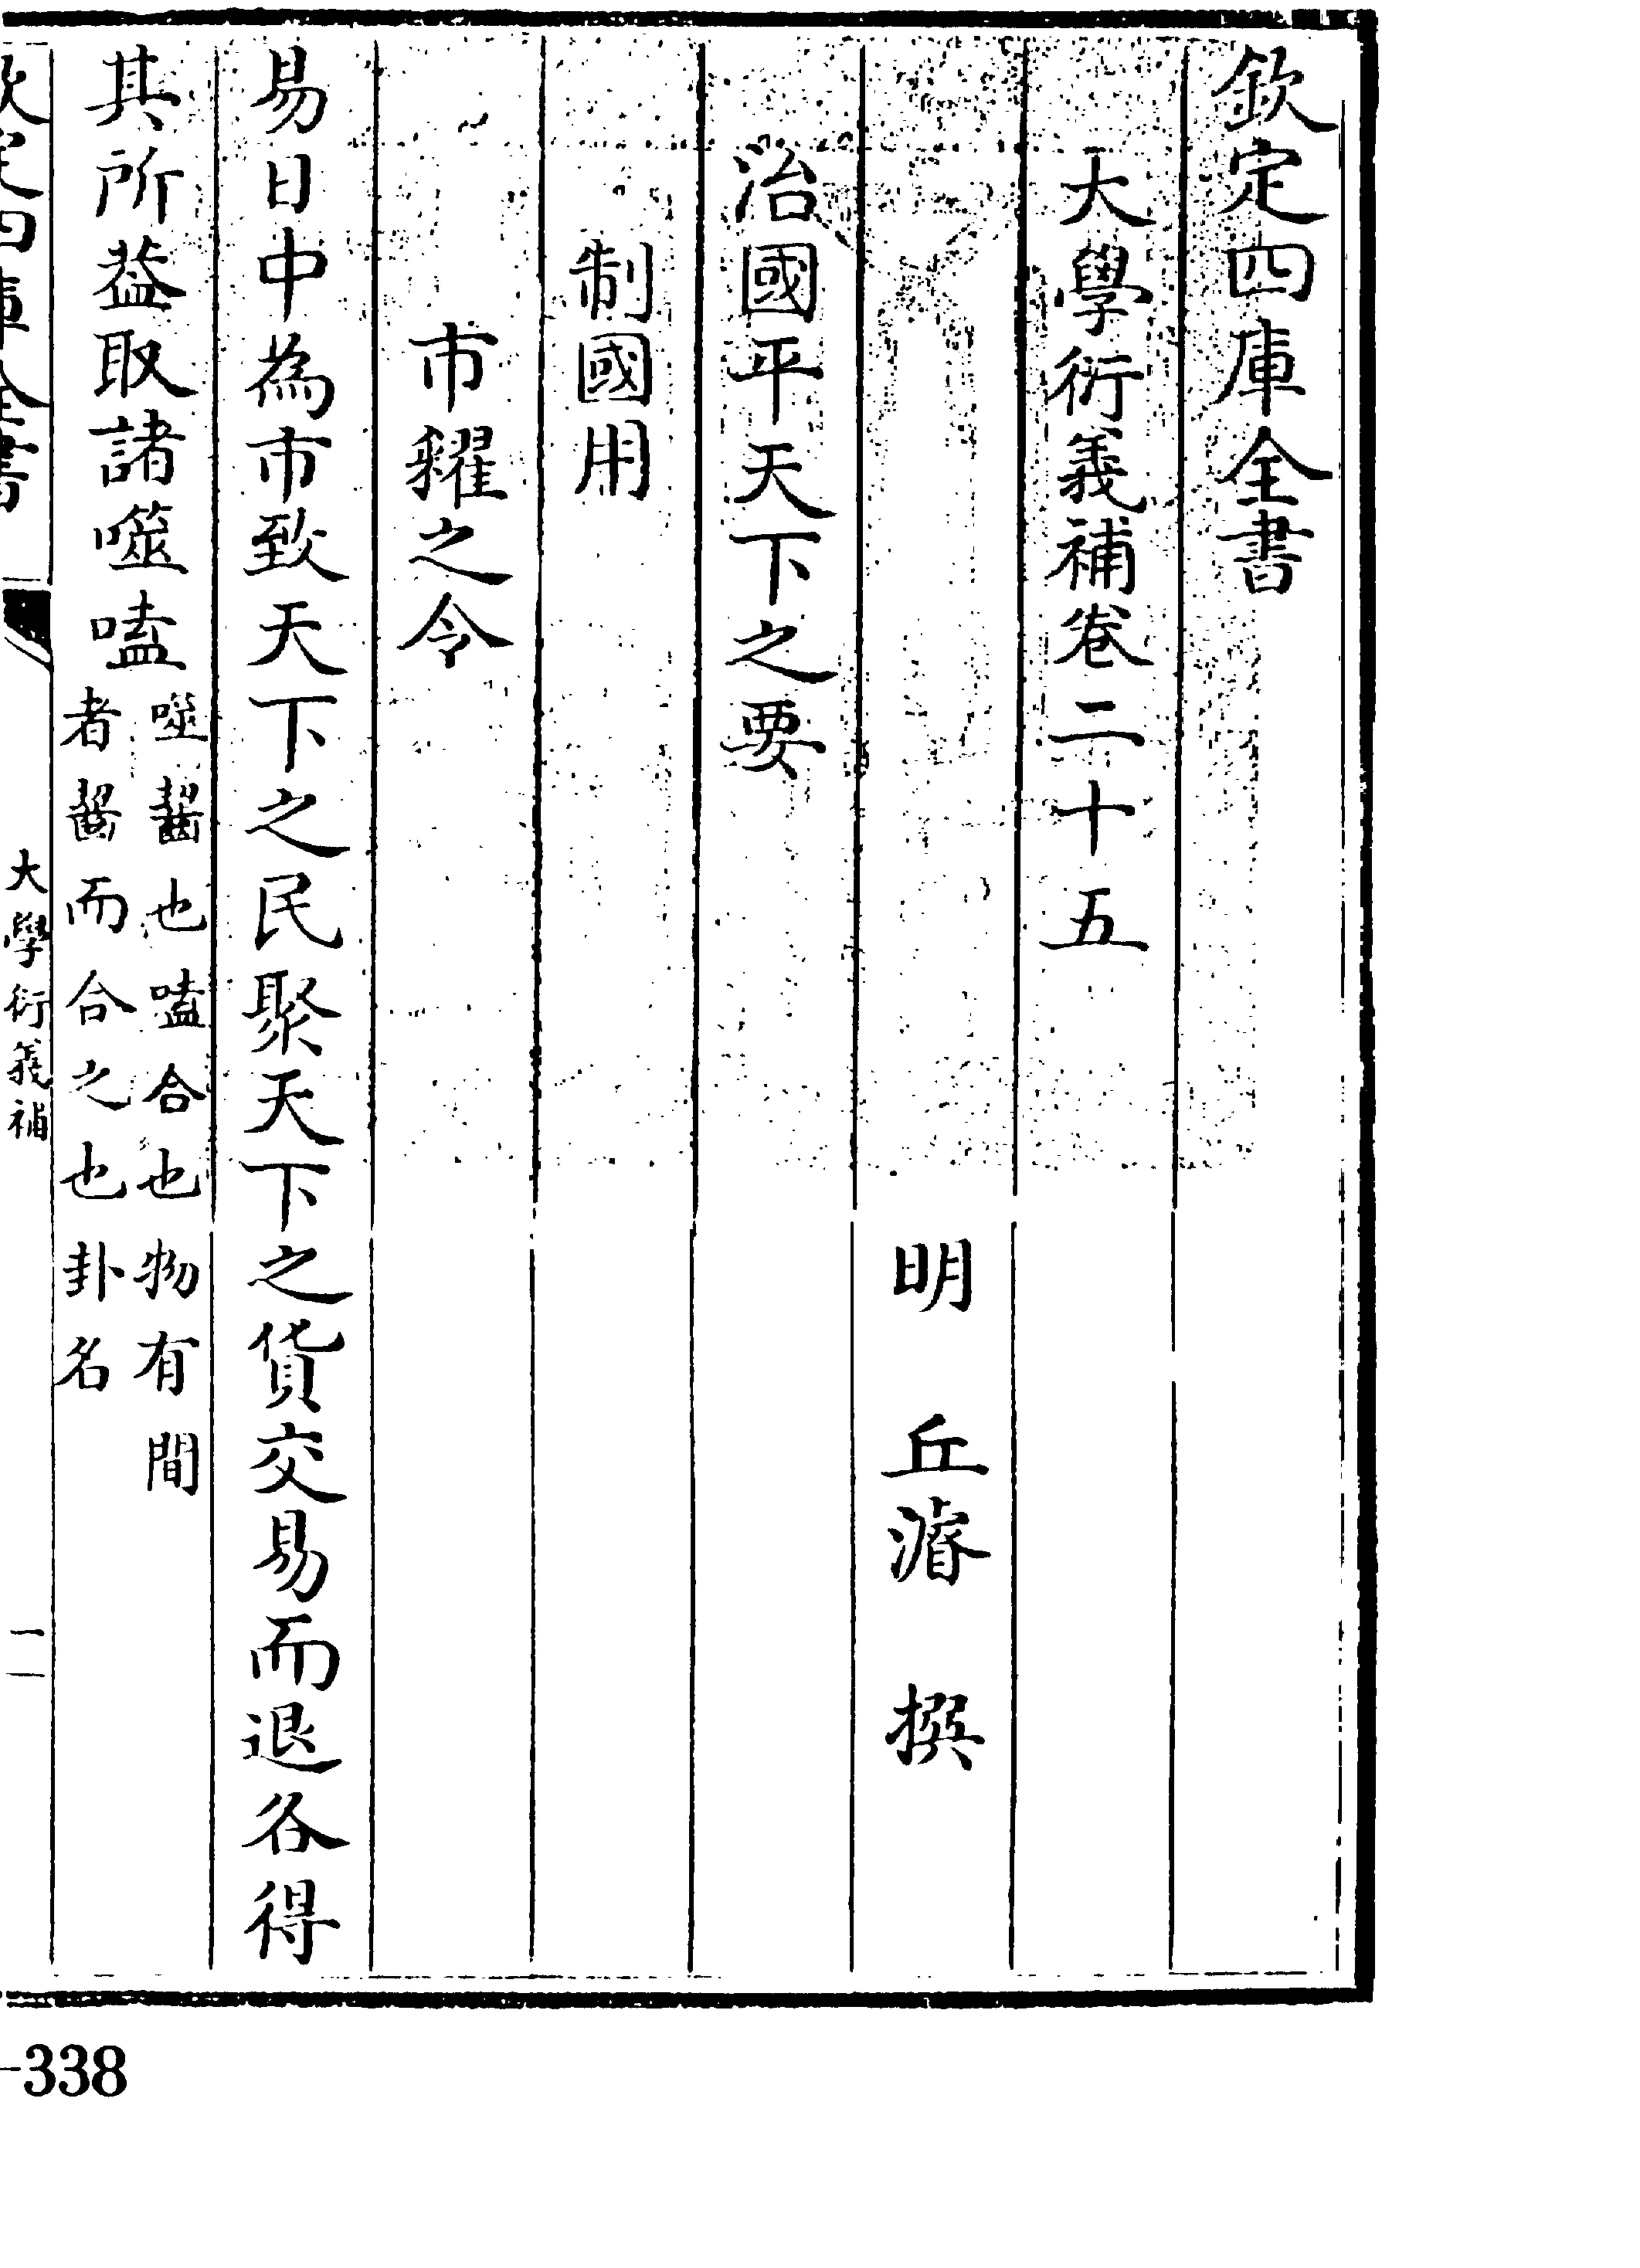 欽定四庫全書
大學衍義補卷二十五
明 丘濬 撰
治國平天下之要
制國用
市糴之令
易日中為市致天下之民聚天下之貨交易而退各得
其所葢取諸噬嗑
噬齧也嗑合也物有間
者齧而合之也卦名
欽定四庫全書
大學衍義補
-338